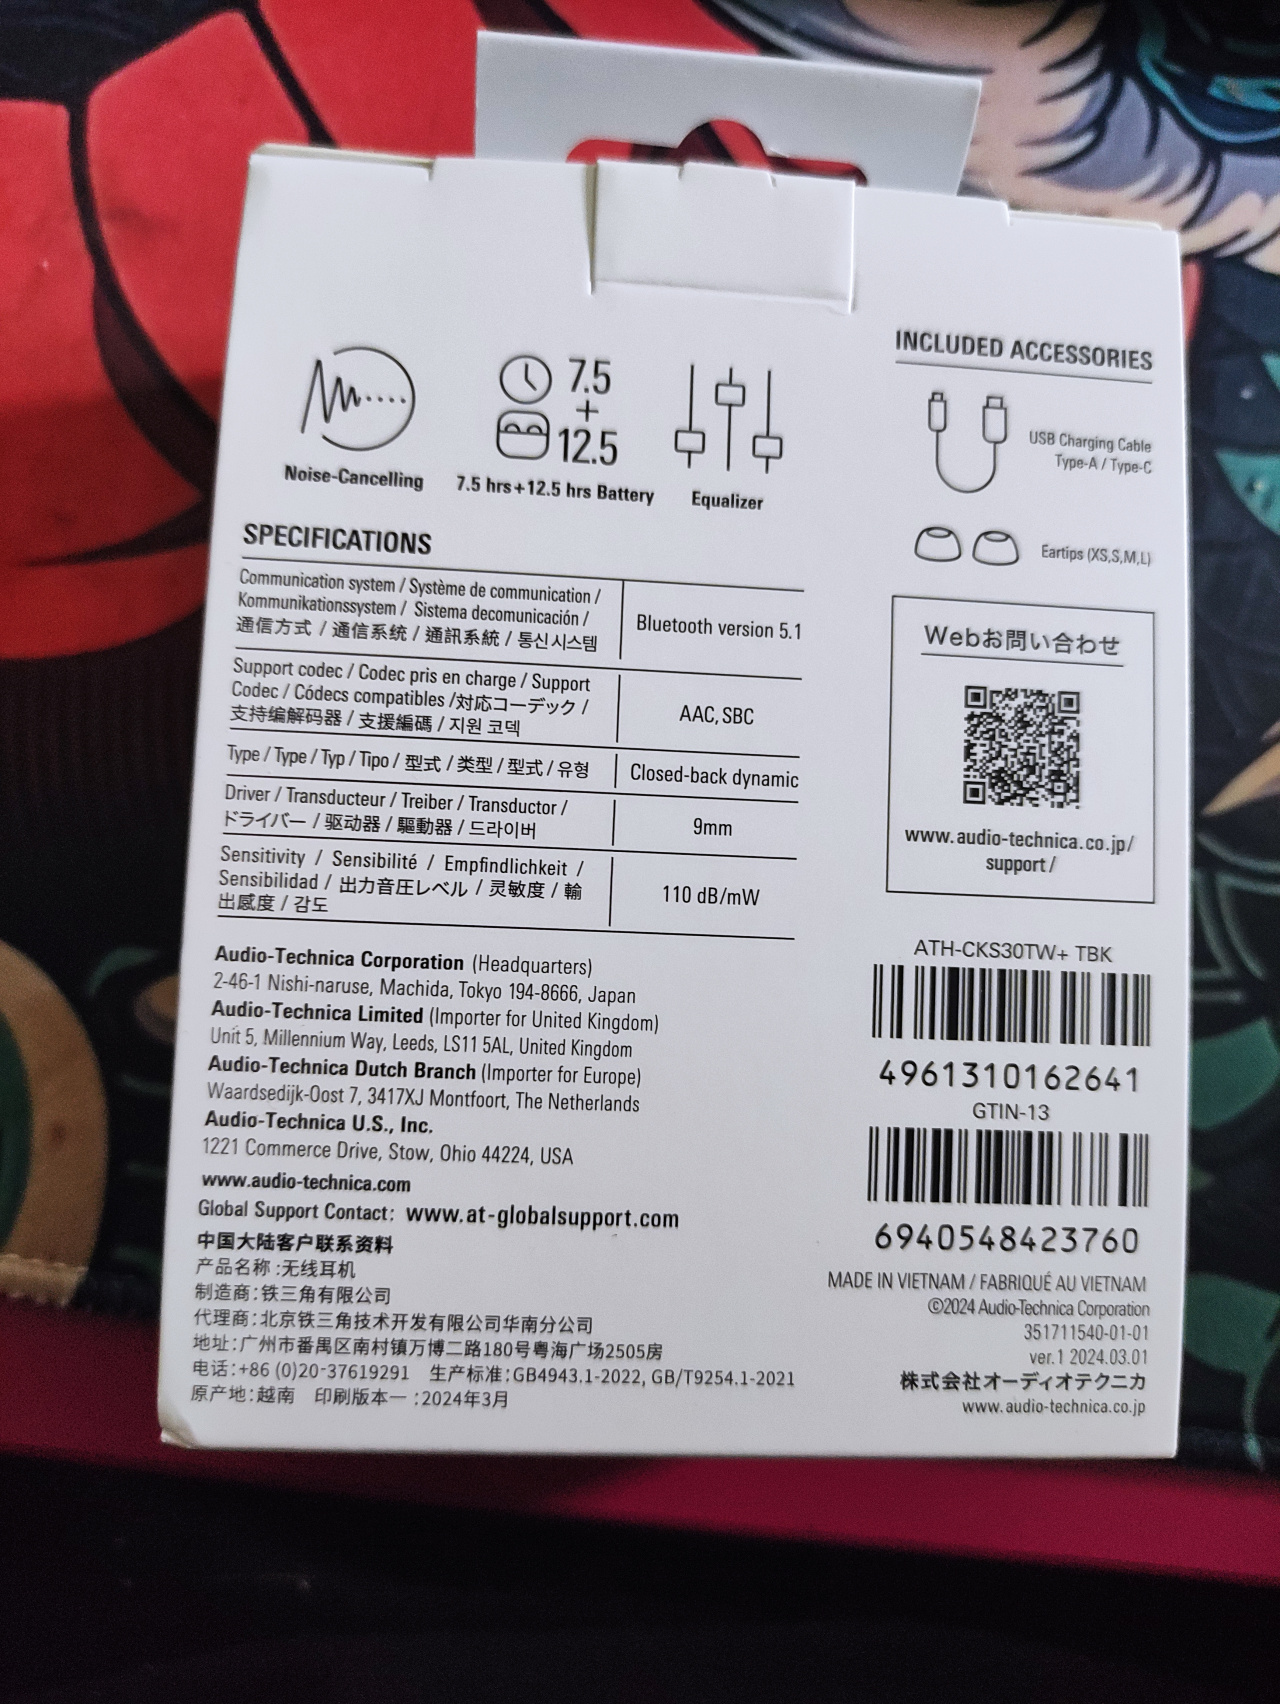 7.5
+
12.5
Noise-Cancelling
7.5 hrs+12.5 hrs Battery
Equalizer
INCLUDED ACCESSORIES
USB Charging Cable
Type-A / Type-C
Eartips (XS,S,M,L)
SPECIFICATIONS
Communication system / Système de communication /
Kommunikationssystem / Sistema decomunicación /
通信方式 / 通信系统 / 通訊系統 / 통신시스템
Bluetooth version 5.1
Support codec / Codec pris en charge / Support
Codec / Códecs compatibles /対応コーデック /
支持编解码器 / 支援編碼 / 지원 코덱
AAC, SBC
Type / Type / Typ / Tipo / 型式 / 类型 / 型式 / 유형
Closed-back dynamic
Driver / Transducteur / Treiber / Transductor /
ドライバー / 驱动器 / 驅動器 / 드라이버
9mm
Sensitivity / Sensibilité / Empfindlichkeit /
Sensibilidad / 出力音圧レベル / 灵敏度 / 輸
出感度 / 감도
110 dB/mW
Webお問い合わせ
www.audio-technica.co.jp/
support/
Audio-Technica Corporation (Headquarters)
2-46-1 Nishi-naruse, Machida, Tokyo 194-8666, Japan
Audio-Technica Limited (Importer for United Kingdom)
Unit 5, Millennium Way, Leeds, LS11 5AL, United Kingdom
Audio-Technica Dutch Branch (Importer for Europe)
Waardsedijk-Oost 7, 3417XJ Montfoort, The Netherlands
Audio-Technica U.S., Inc.
1221 Commerce Drive, Stow, Ohio 44224, USA
www.audio-technica.com
Global Support Contact: www.at-globalsupport.com
中国大陆客户联系资料
产品名称:无线耳机
制造商:铁三角有限公司
代理商:北京铁三角技术开发有限公司华南分公司
地址:广州市番禺区南村镇万博二路180号粤海广场2505房
电话:+86 (0)20-37619291 生产标准:GB4943.1-2022, GB/T9254.1-2021
原产地:越南 印刷版本一:2024年3月
ATH-CKS30TW+ TBK
4961310162641
GTIN-13
6940548423760
MADE IN VIETNAM / FABRIQUÉ AU VIETNAM
©2024 Audio-Technica Corporation
351711540-01-01
ver.1 2024.03.01
株式会社オーディオテクニカ
www.audio-technica.co.jp